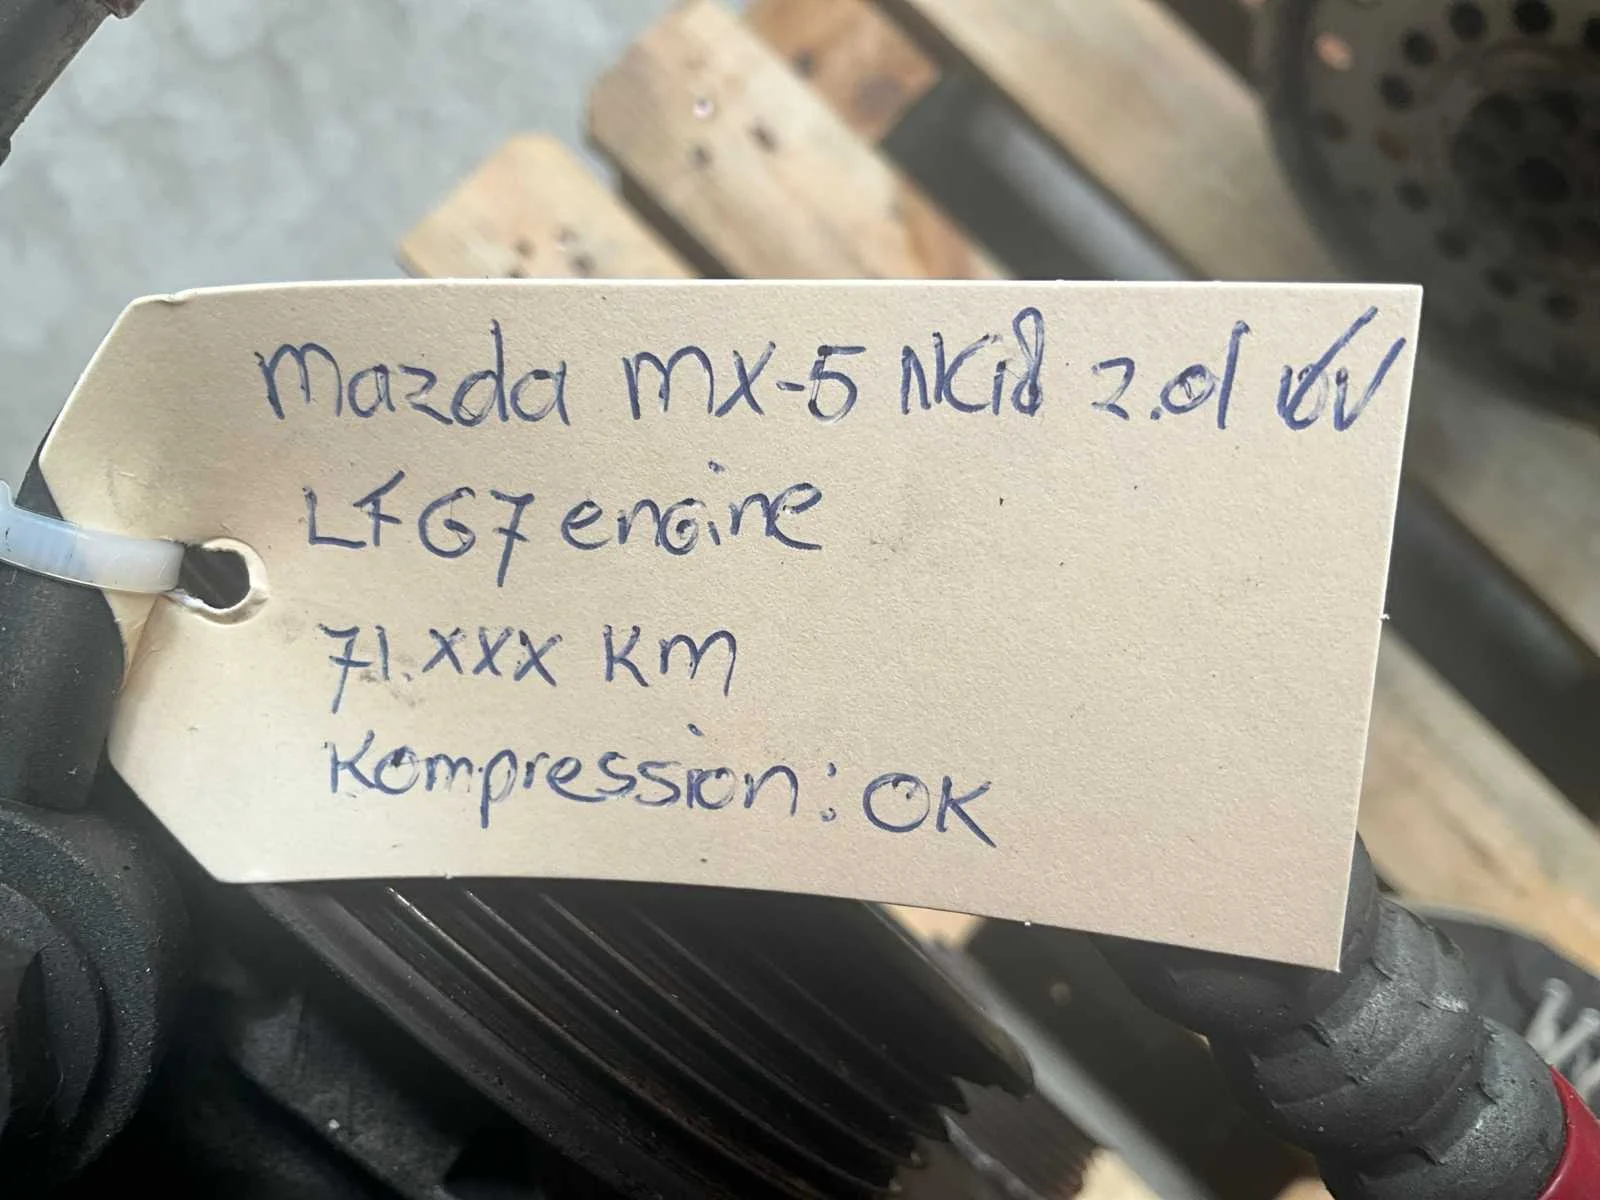 Mazda MX-5 NC18 2.0l 16V
LFG7 engine
71.xxx KM
Kompression: OK